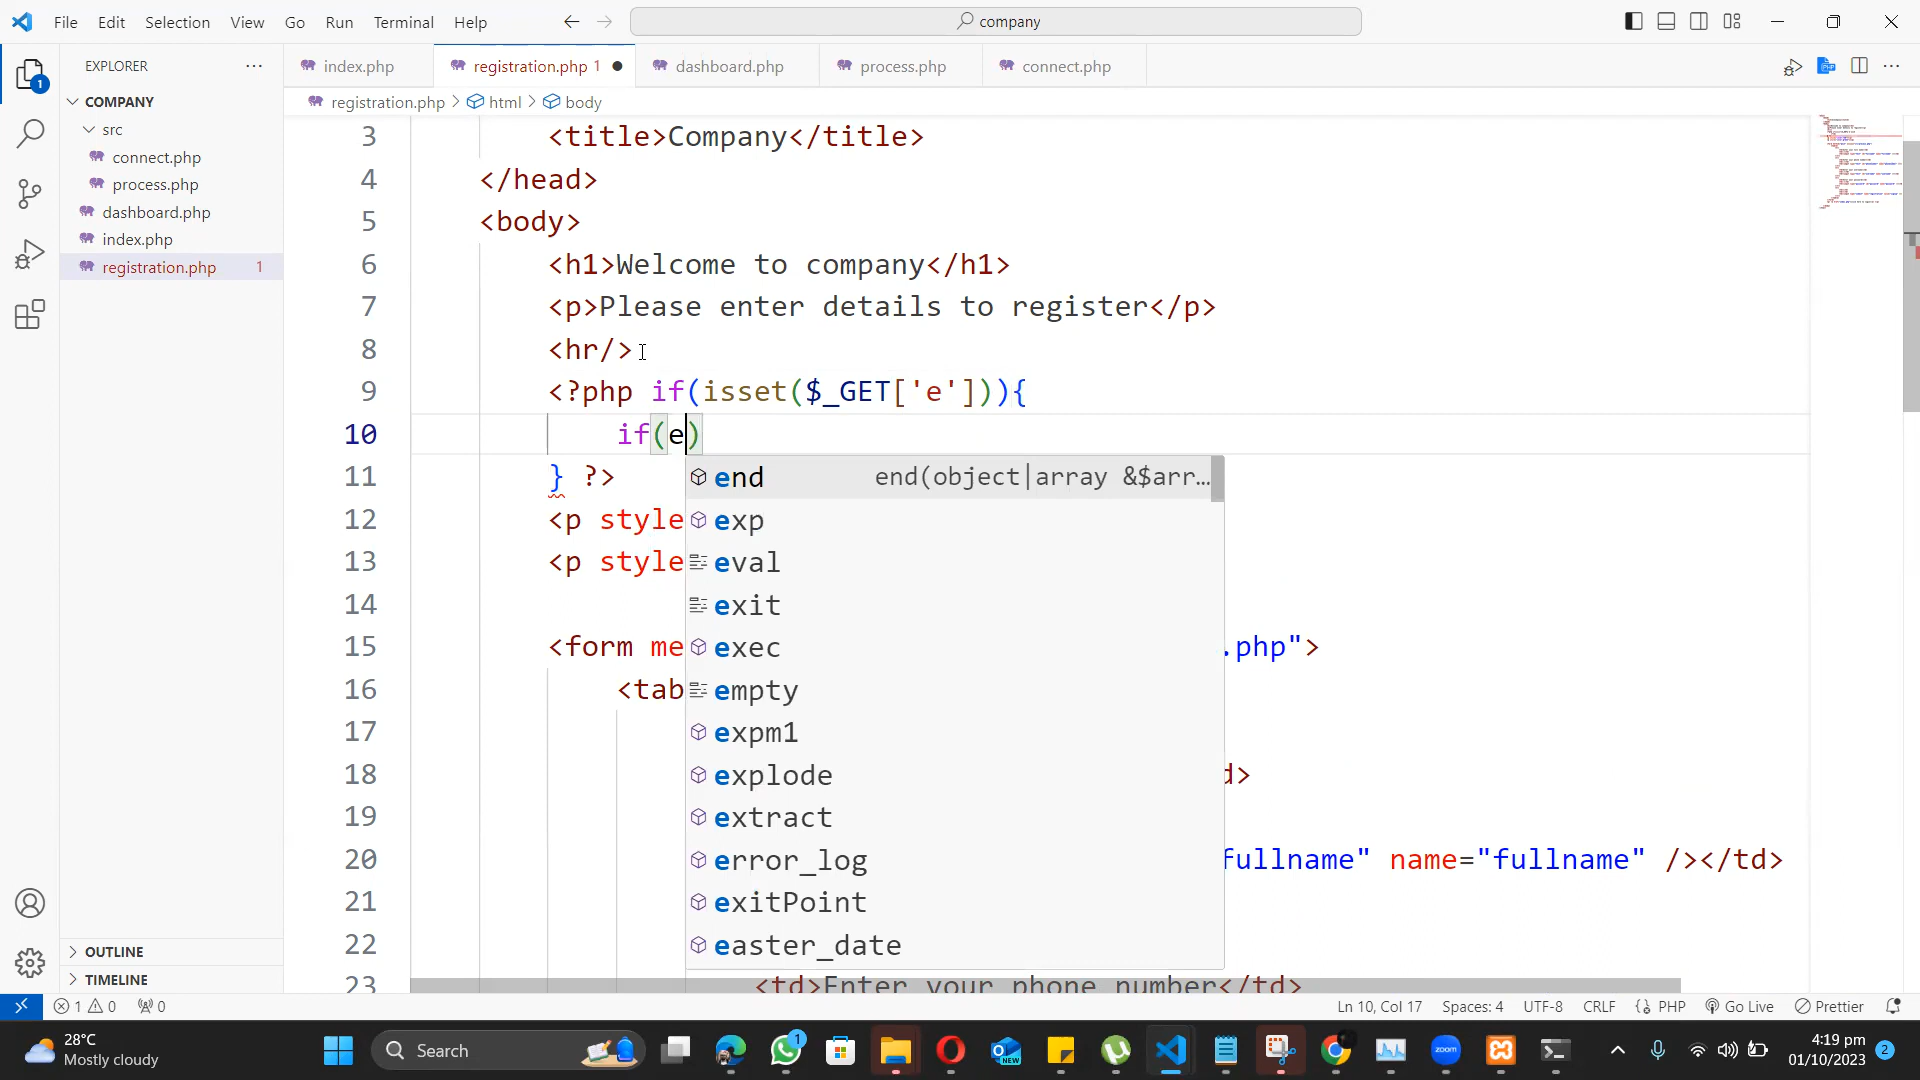 File Edit Selection View Go Run Terminal Help
company
EXPLORER
index.php
registration.php 1
dashboard.php
process.php
connect.php
COMPANY
registration.php > html > body
src
connect.php
process.php
dashboard.php
index.php
registration.php 1
3 <title>Company</title>
4 </head>
5 <body>
6 <h1>Welcome to company</h1>
7 <p>Please enter details to register</p>
8 <hr/>
9 <?php if(isset($_GET['e'])){
10 if(e)
11 } ?>
12 <p style
13 <p style
14
15 <form me .php">
16 <tab
17
18 d>
19
20 fullname" name="fullname" /></td>
21
22
23 <td>Enter your phone number</td>
end end(object|array &$arr...
exp
eval
exit
exec
empty
expm1
explode
extract
error_log
exitPoint
easter_date
OUTLINE
TIMELINE
1 0 0
Ln 10, Col 17 Spaces: 4 UTF-8 CRLF PHP Go Live Prettier
28°C
Mostly cloudy
Search
NEW
zoom
4:19 pm
01/10/2023
2